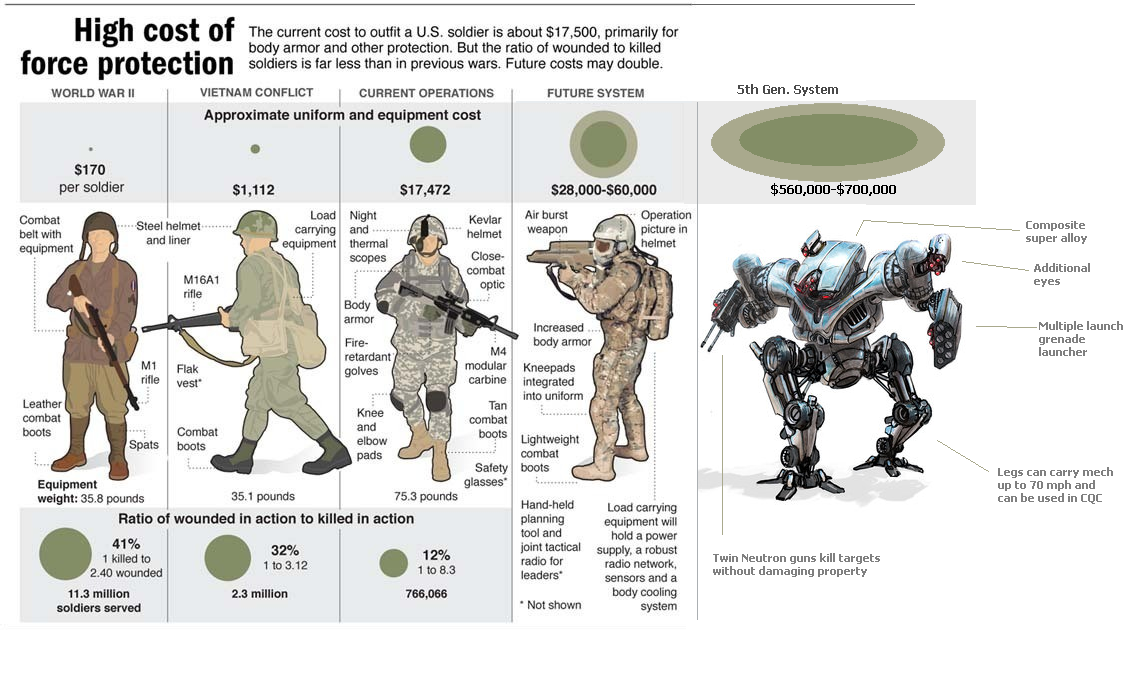 High cost of
force protection
The current cost to outfit a U.S. soldier is about $17,500, primarily for
body armor and other protection. But the ratio of wounded to killed
soldiers is far less than in previous wars. Future costs may double.
WORLD WAR II
VIETNAM CONFLICT
CURRENT OPERATIONS
FUTURE SYSTEM
5th Gen. System
Approximate uniform and equipment cost
$170
per soldier
$1,112
$17,472
$28,000-$60,000
$560,000-$700,000
Combat
belt with
equipment
Steel helmet
and liner
M1
rifle
Leather
combat
boots
Spats
Equipment
weight: 35.8 pounds
Load
carrying
equipment
M16A1
rifle
Flak
vest*
Combat
boots
35.1 pounds
Night
and
thermal
scopes
Kevlar
helmet
Close-
combat
optic
Body
armor
Fire-
retardant
golves
M4
modular
carbine
Knee
and
elbow
pads
Tan
combat
boots
Safety
glasses*
75.3 pounds
Air burst
weapon
Operation
picture in
helmet
Increased
body armor
Kneepads
integrated
into uniform
Lightweight
combat
boots
Hand-held
planning
tool and
joint tactical
radio for
leaders*
Load carrying
equipment will
hold a power
supply, a robust
radio network,
sensors and a
body cooling
system
* Not shown
Composite
super alloy
Additional
eyes
Multiple launch
grenade
launcher
Legs can carry mech
up to 70 mph and
can be used in CQC
Twin Neutron guns kill targets
without damaging property
Ratio of wounded in action to killed in action
41%
1 killed to
2.40 wounded
11.3 million
soldiers served
32%
1 to 3.12
2.3 million
12%
1 to 8.3
766,066